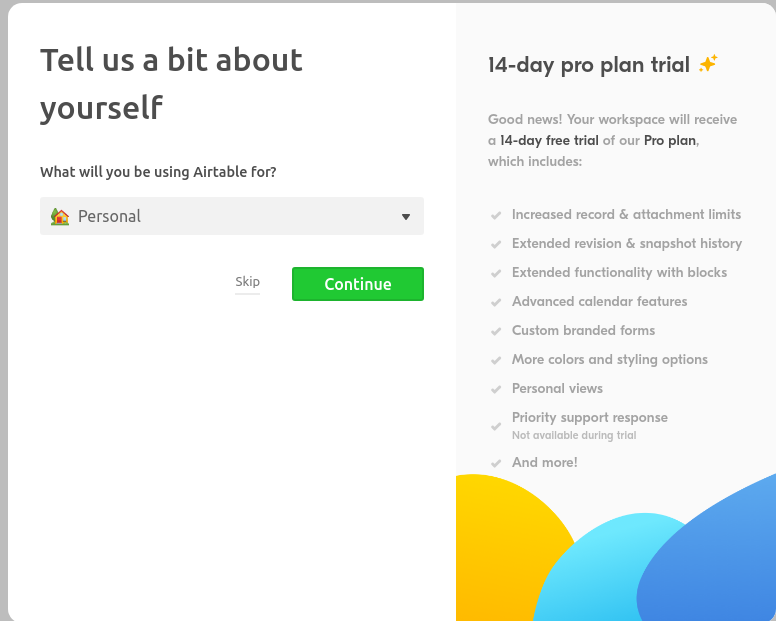 Tell us a bit about
yourself
What will you be using Airtable for?
Personal
Skip
Continue
14-day pro plan trial
Good news! Your workspace will receive
a 14-day free trial of our Pro plan,
which includes:
Increased record & attachment limits
Extended revision & snapshot history
Extended functionality with blocks
Advanced calendar features
Custom branded forms
More colors and styling options
Personal views
Priority support response
Not available during trial
And more!